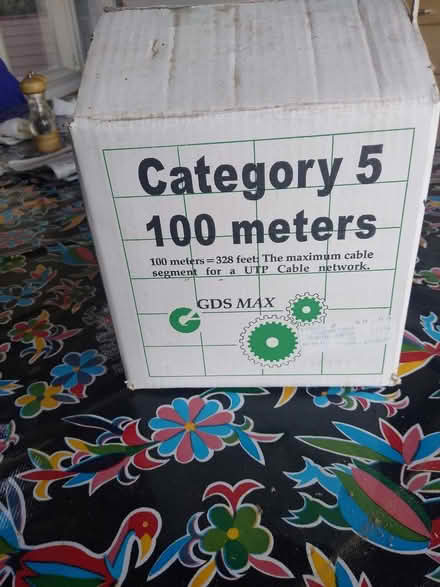 Category 5
100 meters
100 meters = 328 feet: The maximum cable
segment for a UTP Cable network.
GDS MAX